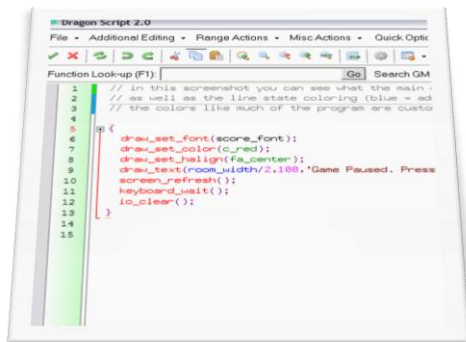 Dragon Script 2.0
File Additional Editing Range Actions Misc Actions Quick Optic
Function Look-up (F1): Go Search GM
1 // in this screenshot you can see what the main
2 // as well as the line state coloring (blue = ad
3 // the colors like much of the program are custo
4
5 {
6 draw_set_font(score_font);
7 draw_set_color(c_red);
8 draw_set_halign(fa_center);
9 draw_text(room_width/2,100,'Game Paused. Press
10 screen_refresh();
11 keyboard_wait();
12 io_clear();
13 }
14
15